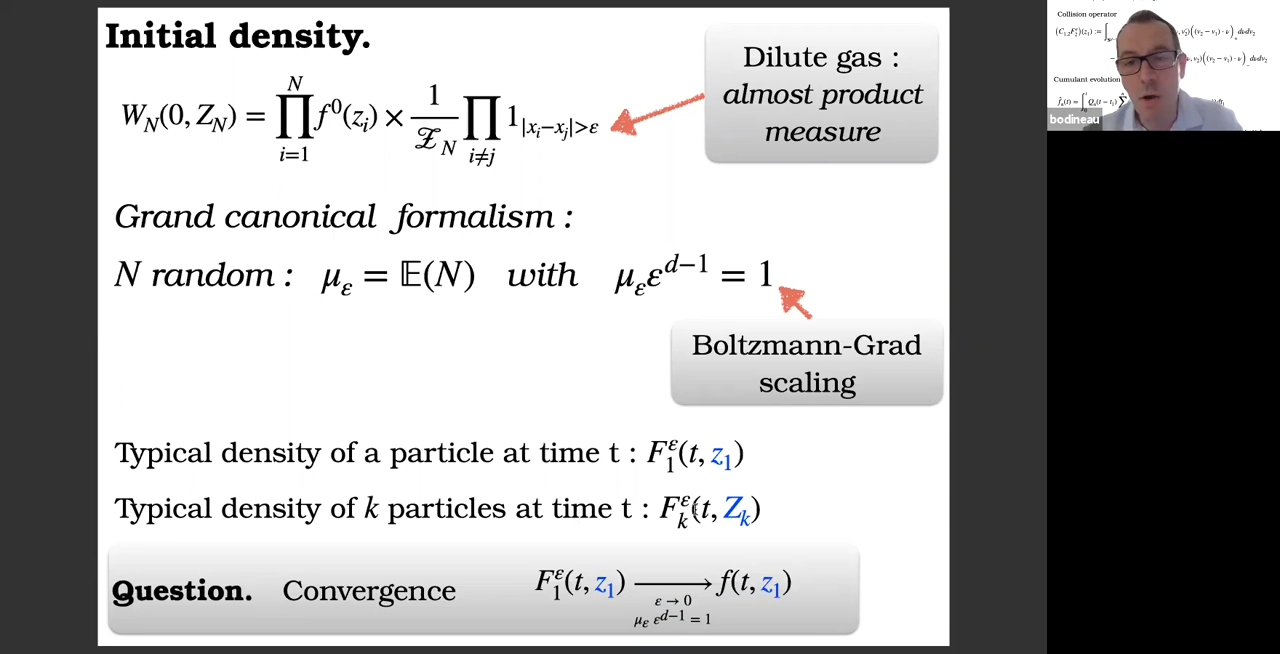 Initial density.
W_N(0, Z_N) = ∏_{i=1}^{N} f^0(z_i) × \frac{1}{𝒵_N} ∏_{i≠j} 1_{|x_i−x_j|>ε}
Dilute gas :
almost product
measure
Grand canonical formalism :
N random : μ_ε = 𝔼(N) with μ_ε ε^{d−1} = 1
Boltzmann-Grad
scaling
Typical density of a particle at time t : F_1^ε(t, z_1)
Typical density of k particles at time t : F_k^ε(t, Z_k)
Question. Convergence F_1^ε(t, z_1) ⟶ f(t, z_1)
ε → 0
μ_ε ε^{d−1} = 1
Collision operator
Cumulant evolution
bodineau